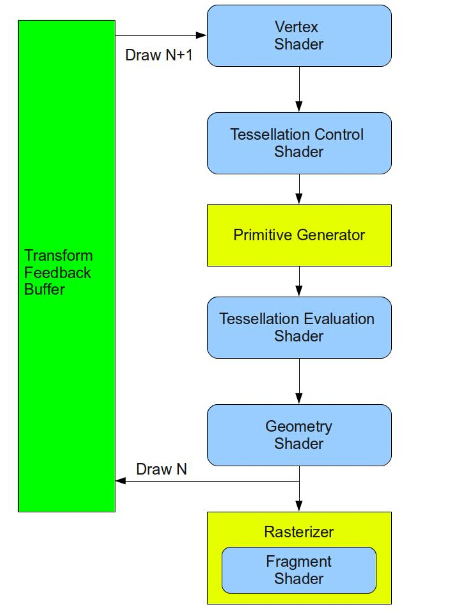 Vertex
Shader
Draw N+1
Tessellation Control
Shader
Primitive Generator
Transform
Feedback
Buffer
Tessellation Evaluation
Shader
Geometry
Shader
Draw N
Rasterizer
Fragment
Shader